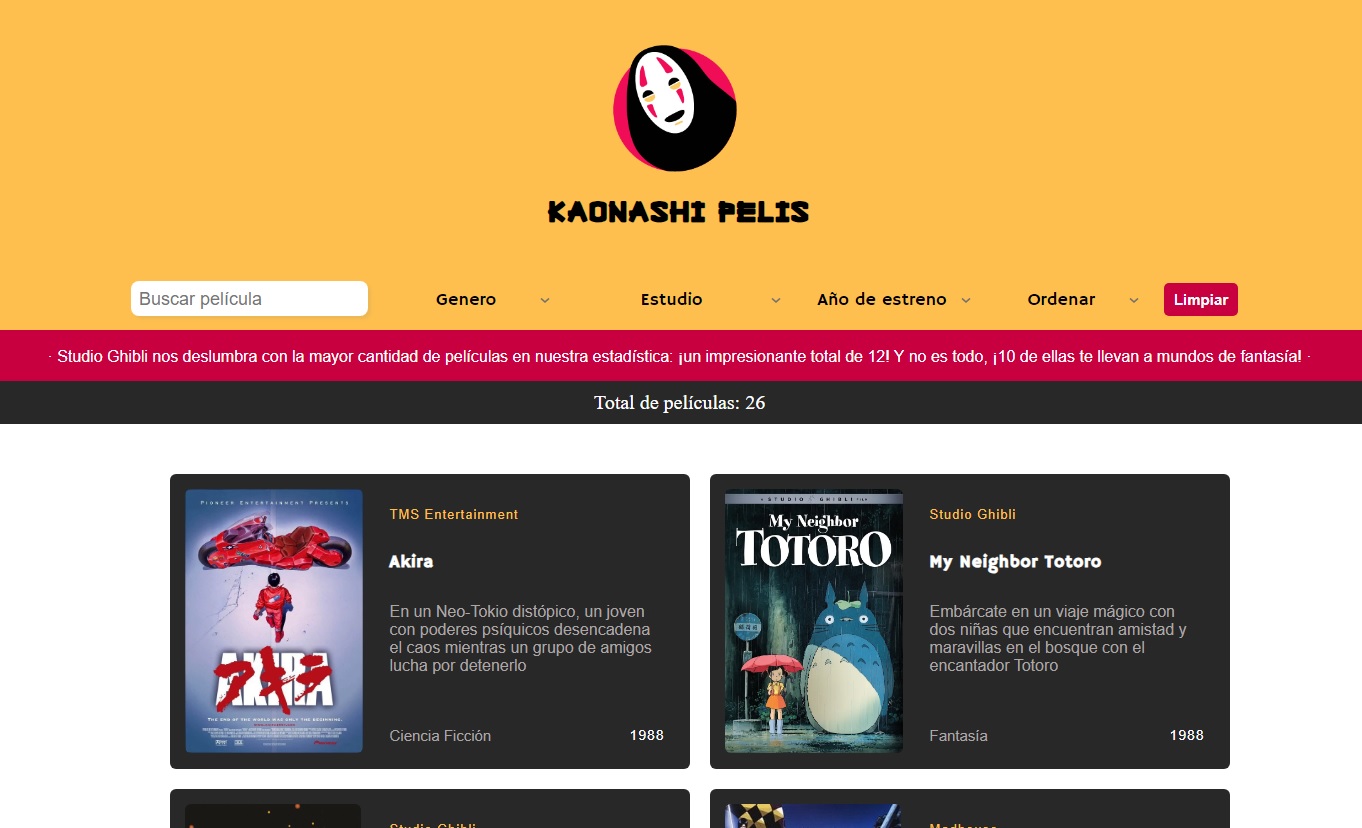 KAONASHI PELIS
Buscar película
Genero
Estudio
Año de estreno
Ordenar
Limpiar
· Studio Ghibli nos deslumbra con la mayor cantidad de películas en nuestra estadística: ¡un impresionante total de 12! Y no es todo, ¡10 de ellas te llevan a mundos de fantasía! ·
Total de películas: 26
PIONEER ENTERTAINMENT PRESENTS
アキラ
AKIRA
THE END OF THE WORLD WAS ONLY THE BEGINNING.
TMS Entertainment
Akira
En un Neo-Tokio distópico, un joven
con poderes psíquicos desencadena
el caos mientras un grupo de amigos
lucha por detenerlo
Ciencia Ficción
1988
A STUDIO GHIBLI FILM
My Neighbor
TOTORO
Studio Ghibli
My Neighbor Totoro
Embárcate en un viaje mágico con
dos niñas que encuentran amistad y
maravillas en el bosque con el
encantador Totoro
Fantasía
1988
Studio Ghibli
Madhouse